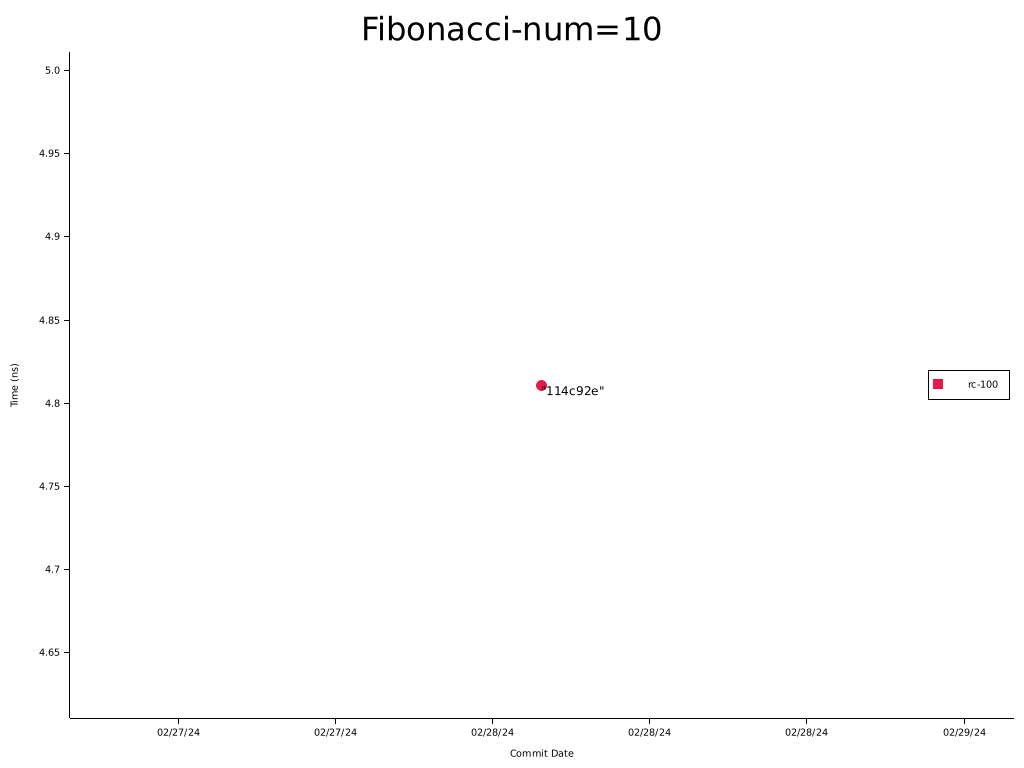 Fibonacci-num=10
5.0
4.95
4.9
4.85
4.8
4.75
4.7
4.65
Time (ns)
"114c92e"
rc-100
02/27/24 02/27/24 02/28/24 02/28/24 02/28/24 02/29/24
Commit Date